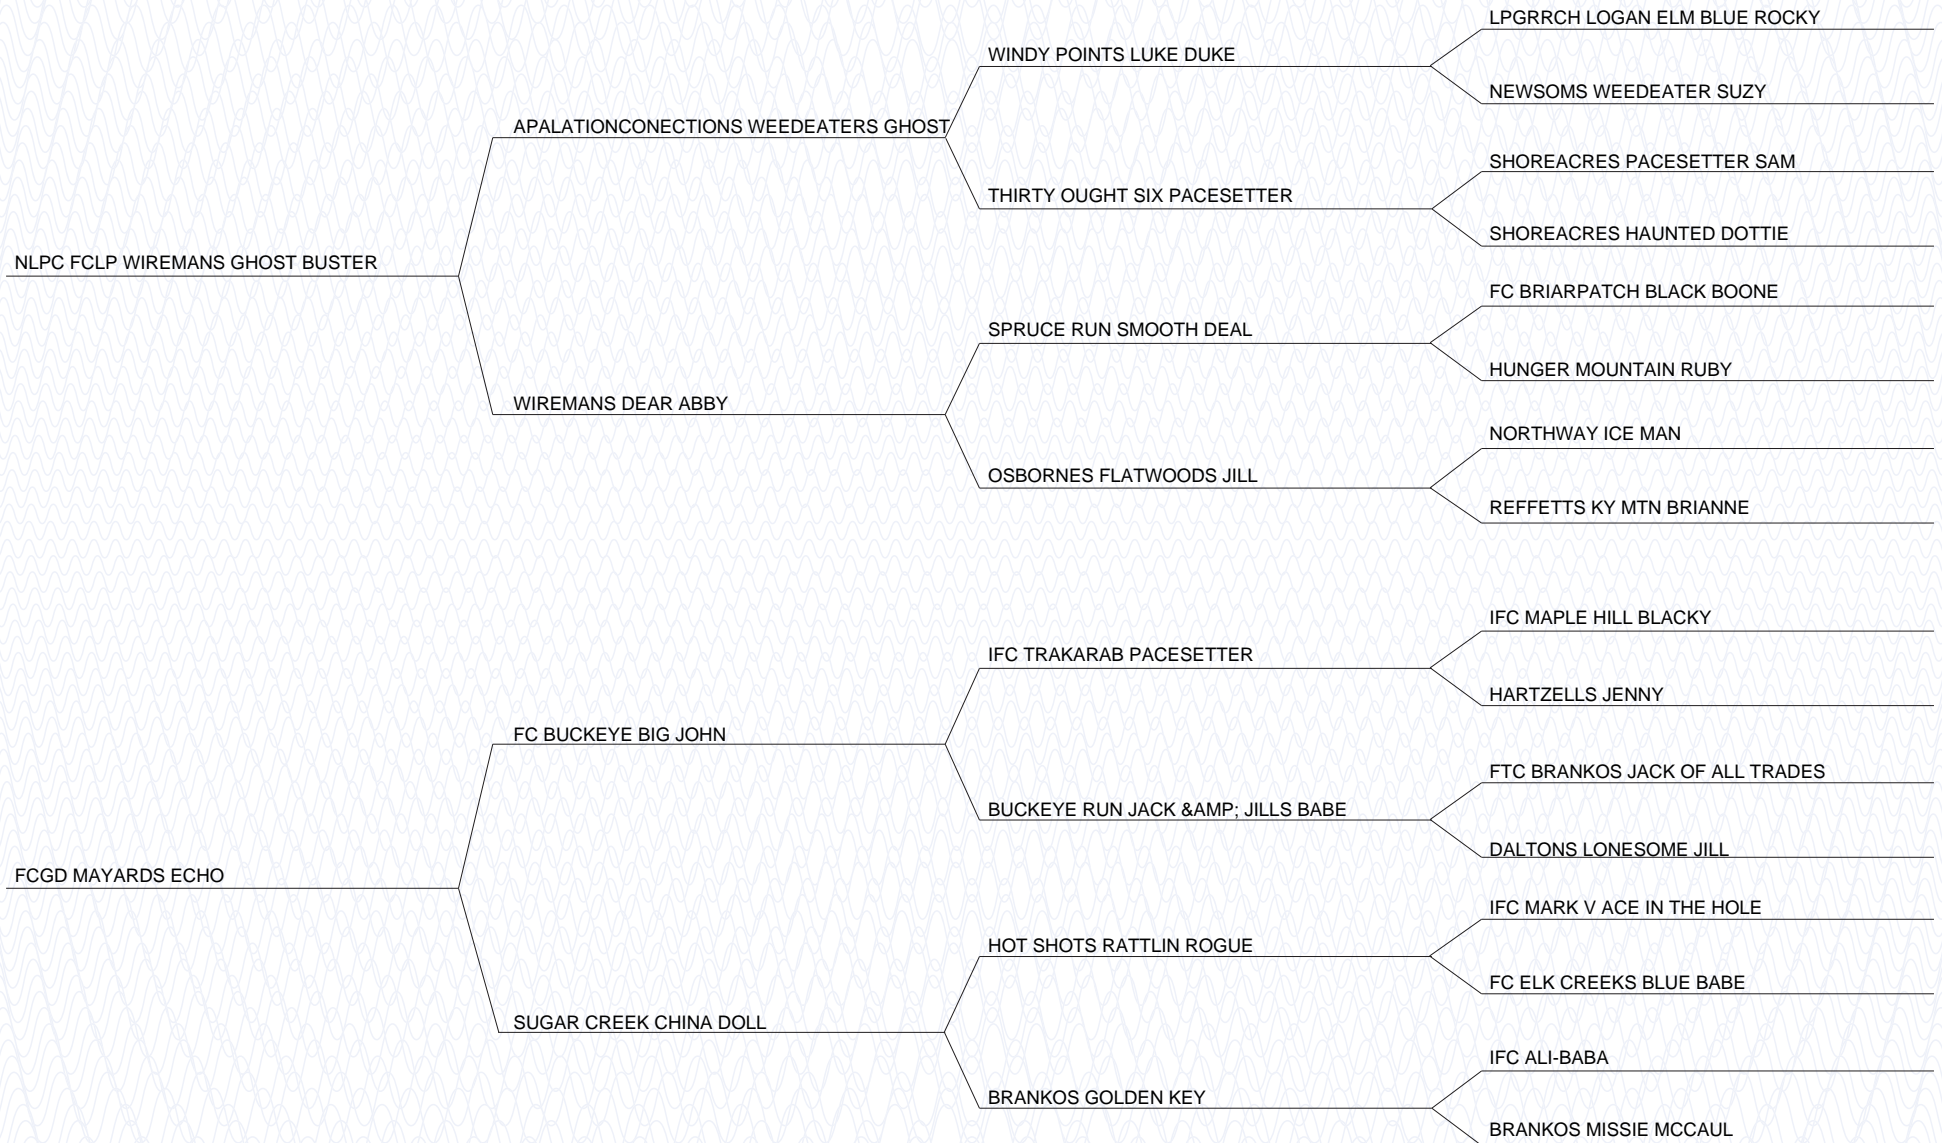 LPGRRCH LOGAN ELM BLUE ROCKY
WINDY POINTS LUKE DUKE
NEWSOMS WEEDEATER SUZY
APALATIONCONECTIONS WEEDEATERS GHOST
SHOREACRES PACESETTER SAM
THIRTY OUGHT SIX PACESETTER
SHOREACRES HAUNTED DOTTIE
NLPC FCLP WIREMANS GHOST BUSTER
FC BRIARPATCH BLACK BOONE
SPRUCE RUN SMOOTH DEAL
HUNGER MOUNTAIN RUBY
WIREMANS DEAR ABBY
NORTHWAY ICE MAN
OSBORNES FLATWOODS JILL
REFFETTS KY MTN BRIANNE
IFC MAPLE HILL BLACKY
IFC TRAKARAB PACESETTER
HARTZELLS JENNY
FC BUCKEYE BIG JOHN
FTC BRANKOS JACK OF ALL TRADES
BUCKEYE RUN JACK &AMP; JILLS BABE
DALTONS LONESOME JILL
FCGD MAYARDS ECHO
IFC MARK V ACE IN THE HOLE
HOT SHOTS RATTLIN ROGUE
FC ELK CREEKS BLUE BABE
SUGAR CREEK CHINA DOLL
IFC ALI-BABA
BRANKOS GOLDEN KEY
BRANKOS MISSIE MCCAUL